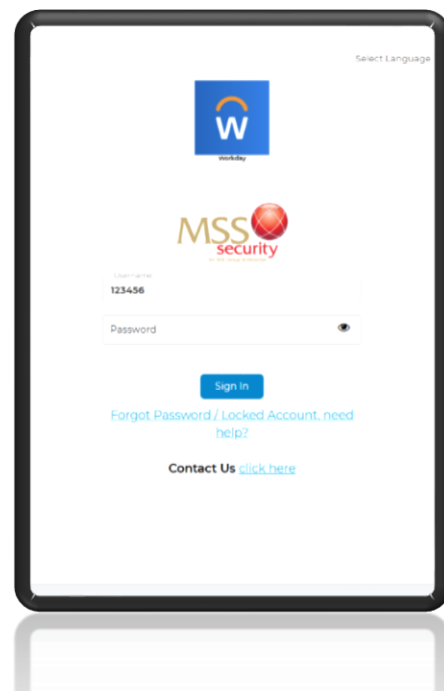 Select Language
W
Workday
MSS
security
Username
123456
Password
Sign In
Forgot Password / Locked Account, need
help?
Contact Us click here